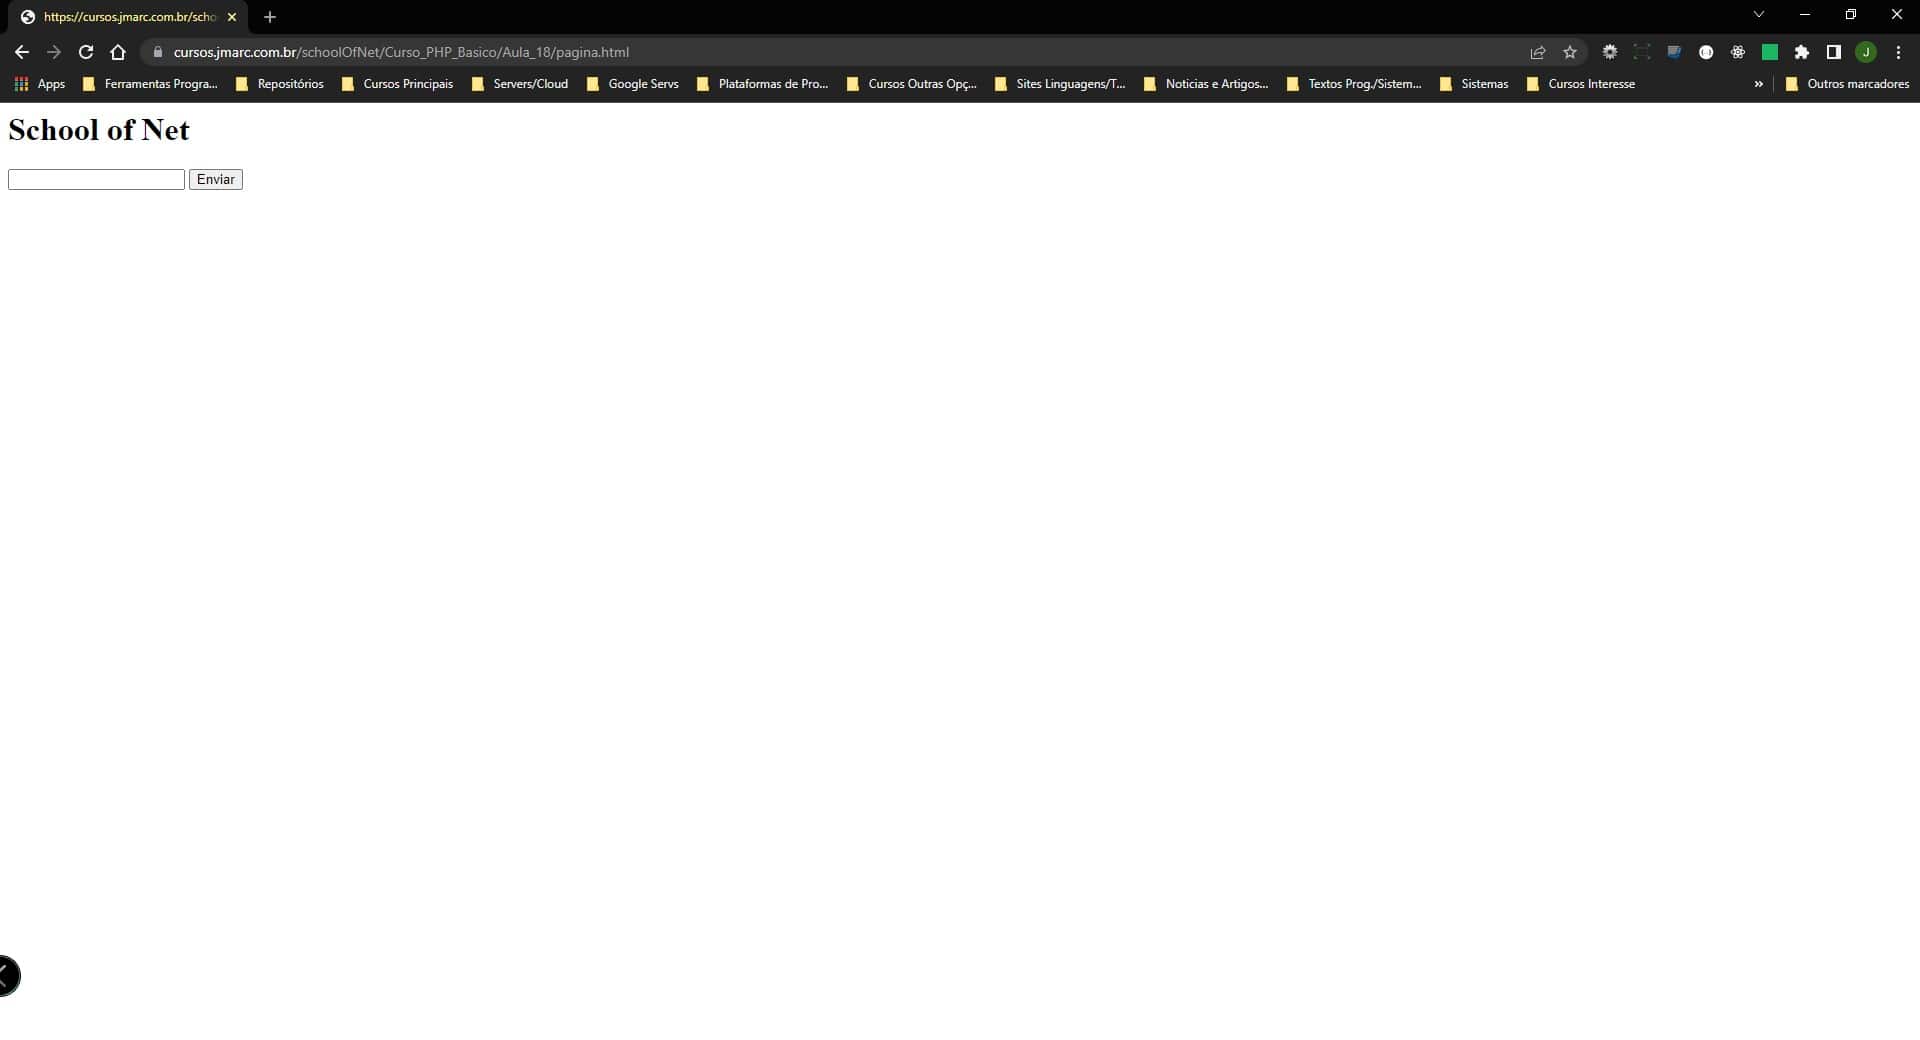 https://cursos.jmarc.com.br/scho
cursos.jmarc.com.br/schoolOfNet/Curso_PHP_Basico/Aula_18/pagina.html
J
Apps Ferramentas Progra... Repositórios Cursos Principais Servers/Cloud Google Servs Plataformas de Pro... Cursos Outras Opç... Sites Linguagens/T... Noticias e Artigos... Textos Prog./Sistem... Sistemas Cursos Interesse » Outros marcadores
School of Net
Enviar